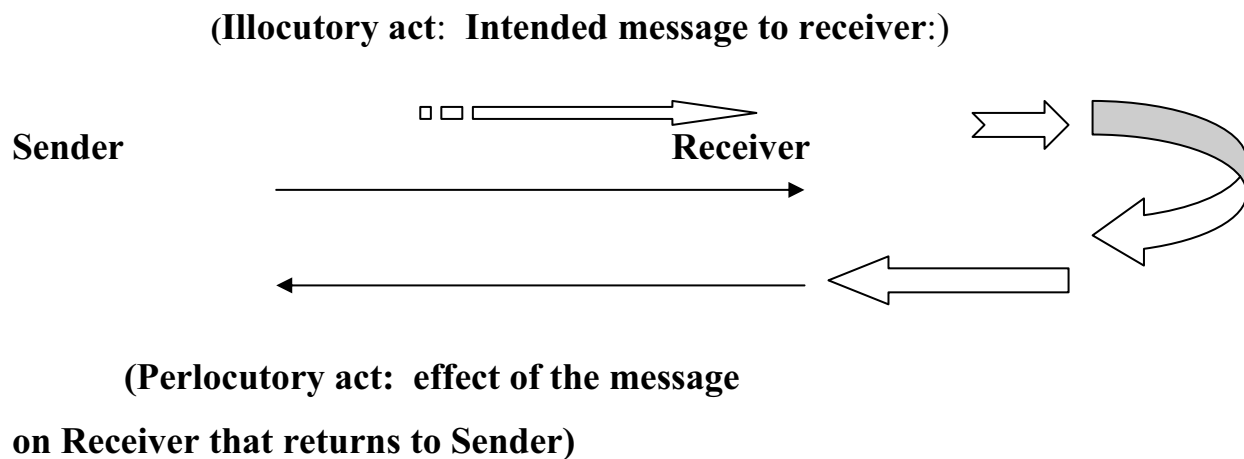 (Illocutory act:  Intended message to receiver:)
Sender Receiver
(Perlocutory act:  effect of the message
on Receiver that returns to Sender)